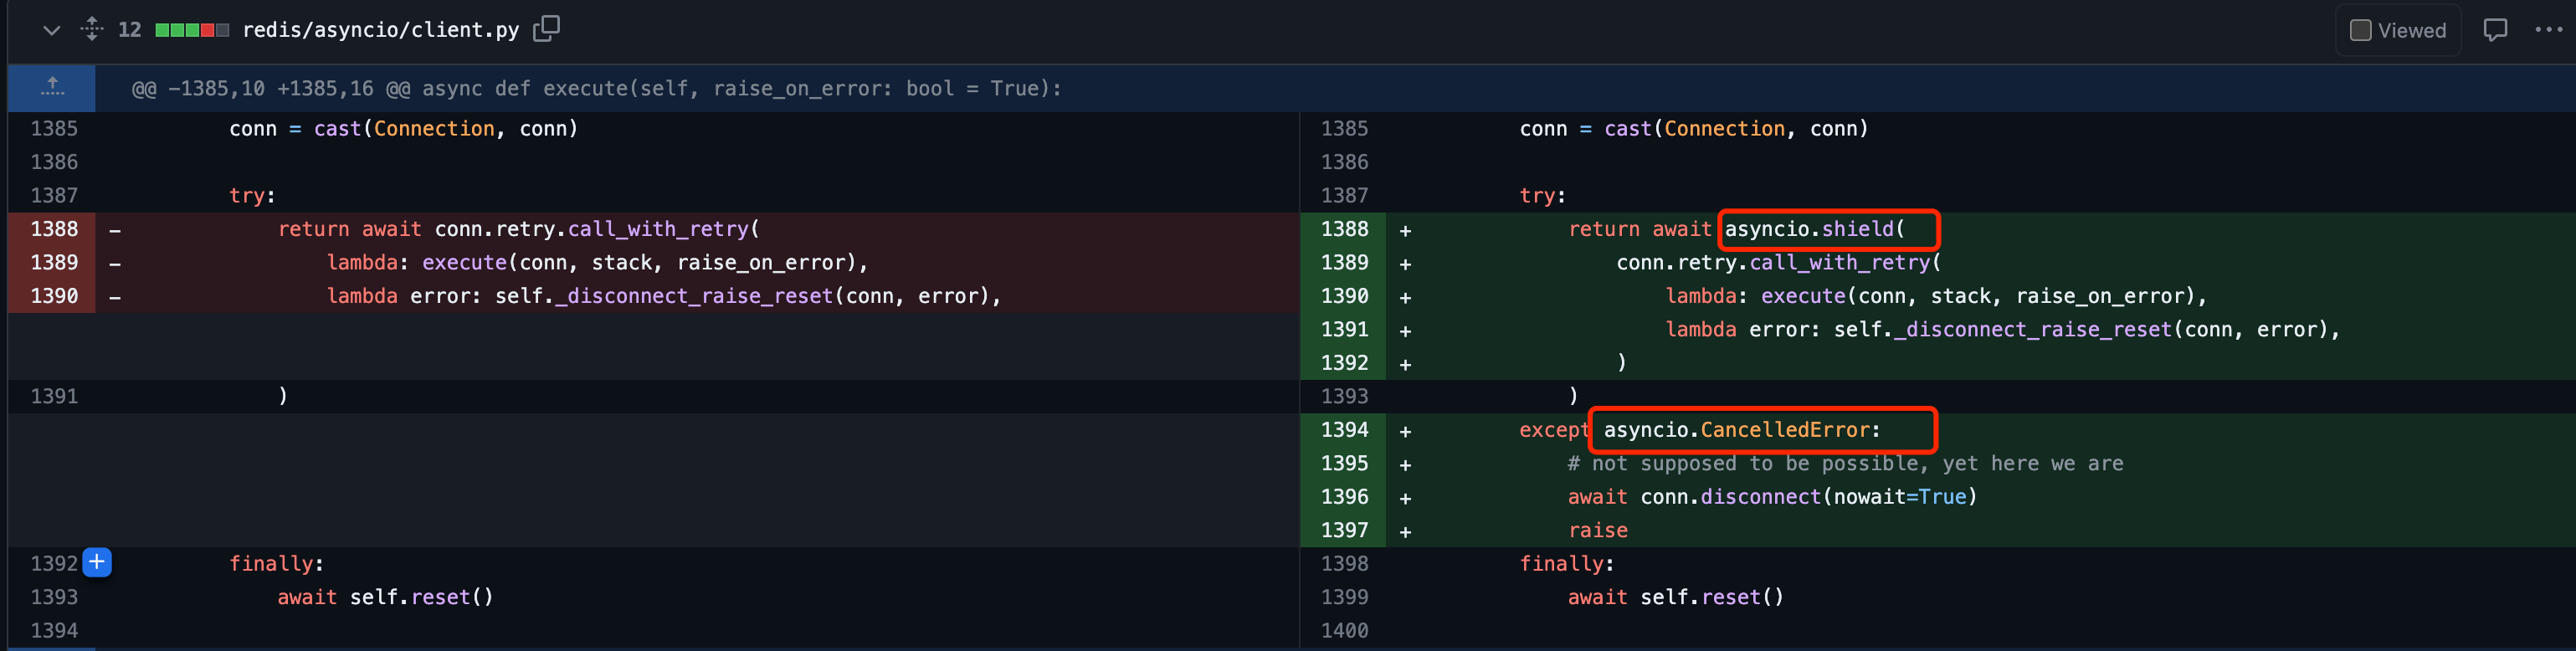 12 redis/asyncio/client.py Viewed
@@ -1385,10 +1385,16 @@ async def execute(self, raise_on_error: bool = True):
1385 conn = cast(Connection, conn)
1386
1387 try:
1388 - return await conn.retry.call_with_retry(
1389 - lambda: execute(conn, stack, raise_on_error),
1390 - lambda error: self._disconnect_raise_reset(conn, error),
1391 )
1392 finally:
1393 await self.reset()
1394
1385 conn = cast(Connection, conn)
1386
1387 try:
1388 + return await asyncio.shield(
1389 + conn.retry.call_with_retry(
1390 + lambda: execute(conn, stack, raise_on_error),
1391 + lambda error: self._disconnect_raise_reset(conn, error),
1392 + )
1393 )
1394 + except asyncio.CancelledError:
1395 + # not supposed to be possible, yet here we are
1396 + await conn.disconnect(nowait=True)
1397 + raise
1398 finally:
1399 await self.reset()
1400